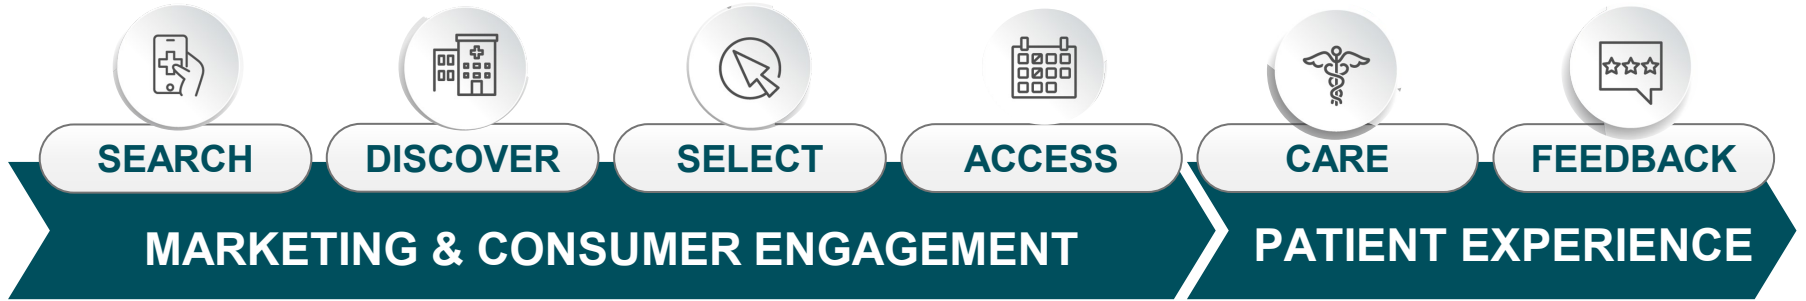 SEARCH DISCOVER SELECT ACCESS CARE FEEDBACK
MARKETING & CONSUMER ENGAGEMENT PATIENT EXPERIENCE